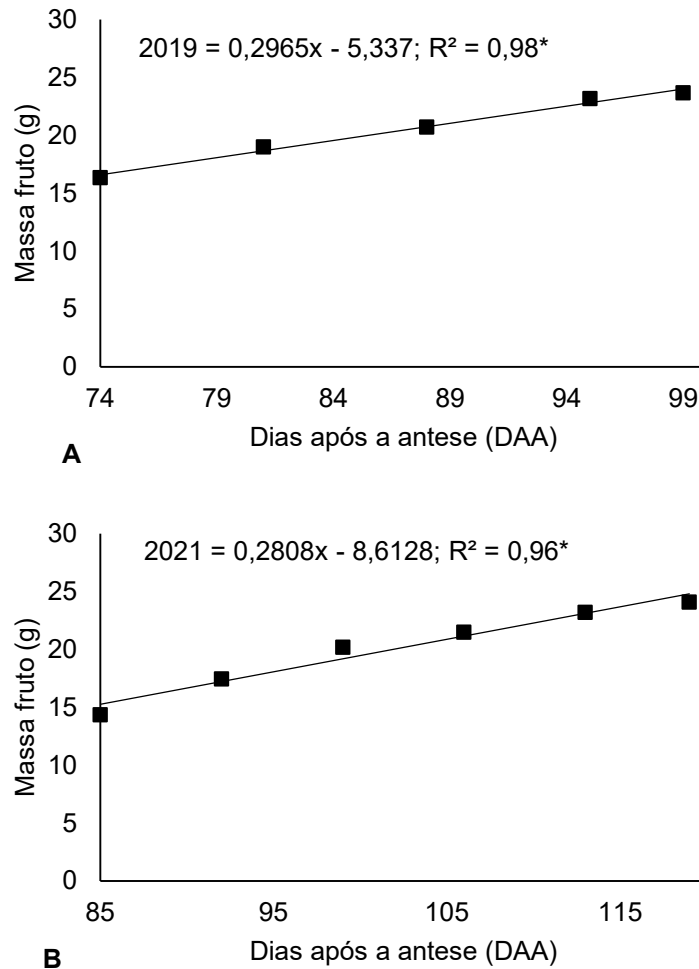 30
2019 = 0,2965x - 5,337; R² = 0,98*
25
20
15
10
5
0
Massa fruto (g)
74 79 84 89 94 99
Dias após a antese (DAA)
A
30
2021 = 0,2808x - 8,6128; R² = 0,96*
25
20
15
10
5
0
Massa fruto (g)
85 95 105 115
Dias após a antese (DAA)
B